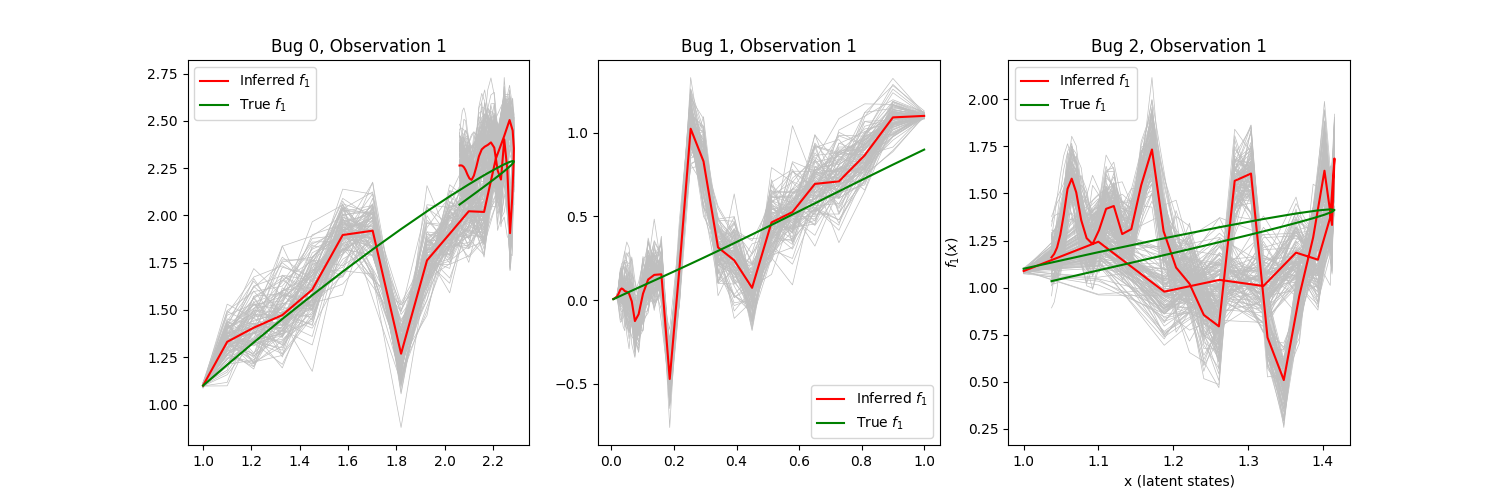 Bug 0, Observation 1
Inferred f₁
True f₁
2.75
2.50
2.25
2.00
1.75
1.50
1.25
1.00
1.0 1.2 1.4 1.6 1.8 2.0 2.2
Bug 1, Observation 1
1.0
0.5
0.0
−0.5
Inferred f₁
True f₁
0.0 0.2 0.4 0.6 0.8 1.0
Bug 2, Observation 1
Inferred f₁
True f₁
f₁(x)
2.00
1.75
1.50
1.25
1.00
0.75
0.50
0.25
1.0 1.1 1.2 1.3 1.4
x (latent states)